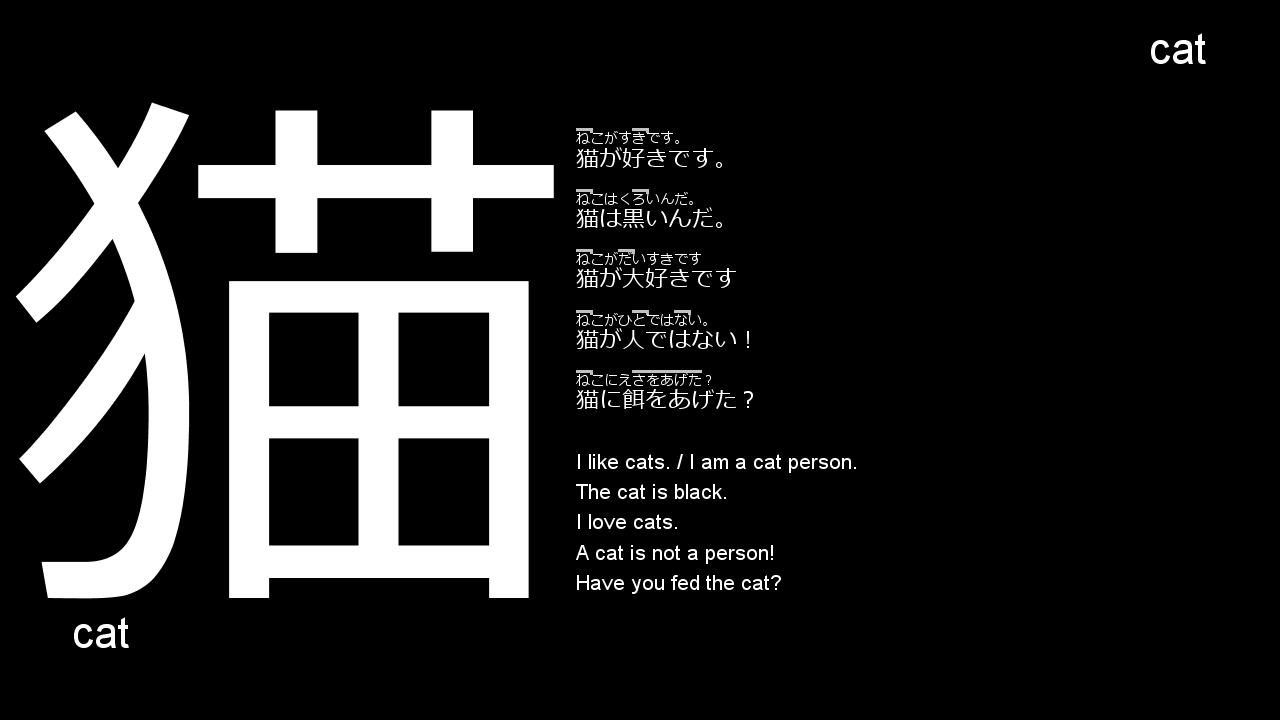 cat
猫
cat
ねこがすきです。
猫が好きです。
ねこはくろいんだ。
猫は黒いんだ。
ねこがだいすきです
猫が大好きです
ねこがひとではない。
猫が人ではない！
ねこにえさをあげた？
猫に餌をあげた？
I like cats. / I am a cat person.
The cat is black.
I love cats.
A cat is not a person!
Have you fed the cat?